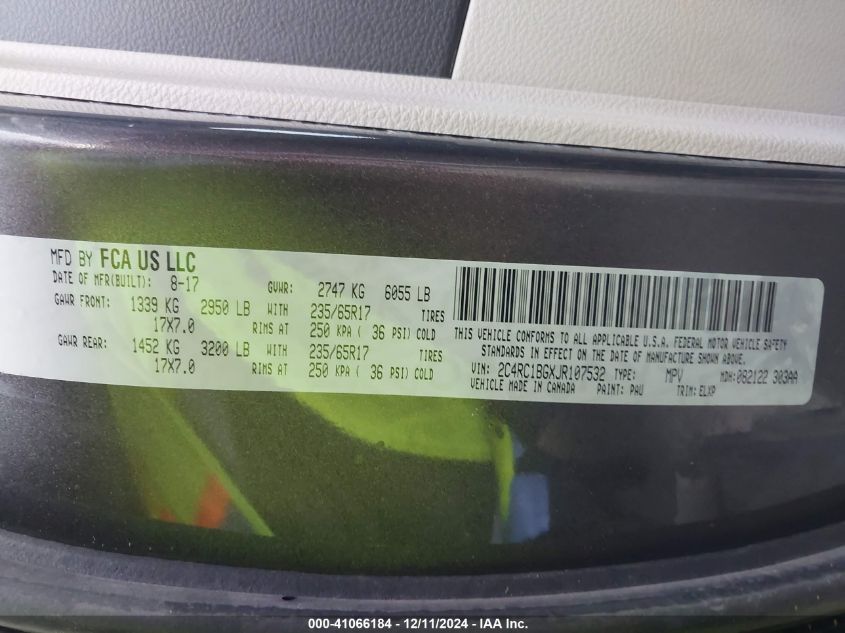 MFD BY FCA US LLC
DATE OF MFR(BUILT): 8-17 GVWR: 2747 KG 6055 LB
GAWR FRONT: 1339 KG 2950 LB WITH 235/65R17 TIRES
17X7.0 RIMS AT 250 KPA ( 36 PSI) COLD
GAWR REAR: 1452 KG 3200 LB WITH 235/65R17 TIRES
17X7.0 RIMS AT 250 KPA ( 36 PSI) COLD
THIS VEHICLE CONFORMS TO ALL APPLICABLE U.S.A. FEDERAL MOTOR VEHICLE SAFETY
STANDARDS IN EFFECT ON THE DATE OF MANUFACTURE SHOWN ABOVE.
VIN: 2C4RC1BGXJR107532 TYPE: MPV MDH: 062122 303AA
VEHICLE MADE IN CANADA PAINT: PAU TRIM: ELXP
000-41066184 - 12/11/2024 - IAA Inc.